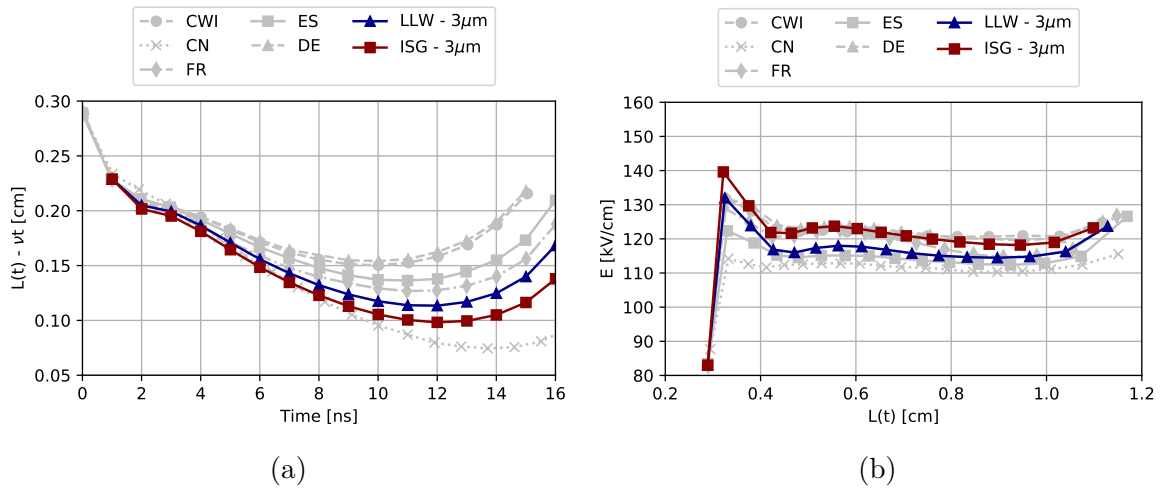 CWI ES LLW - 3μm
CN DE ISG - 3μm
FR
0.30
0.25
0.20
0.15
0.10
0.05
L(t) - νt [cm]
0 2 4 6 8 10 12 14 16
Time [ns]
(a)
CWI ES LLW - 3μm
CN DE ISG - 3μm
FR
160
150
140
130
120
110
100
90
80
E [kV/cm]
0.2 0.4 0.6 0.8 1.0 1.2
L(t) [cm]
(b)